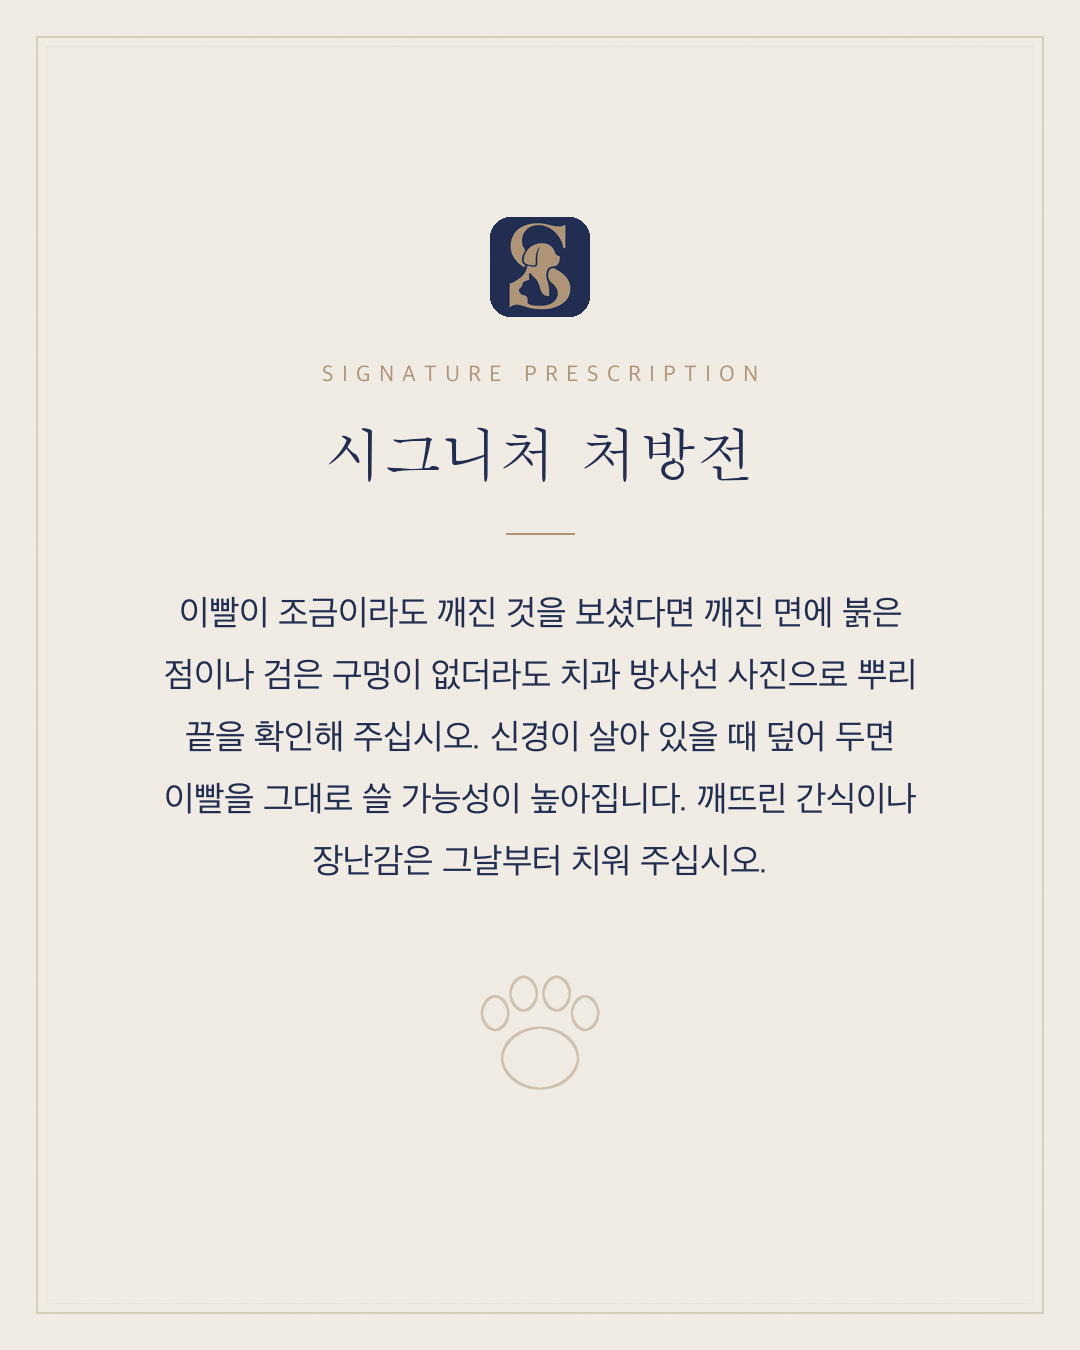 S
SIGNATURE PRESCRIPTION
시그니처 처방전
이빨이 조금이라도 깨진 것을 보셨다면 깨진 면에 붉은
점이나 검은 구멍이 없더라도 치과 방사선 사진으로 뿌리
끝을 확인해 주십시오. 신경이 살아 있을 때 덮어 두면
이빨을 그대로 쓸 가능성이 높아집니다. 깨뜨린 간식이나
장난감은 그날부터 치워 주십시오.